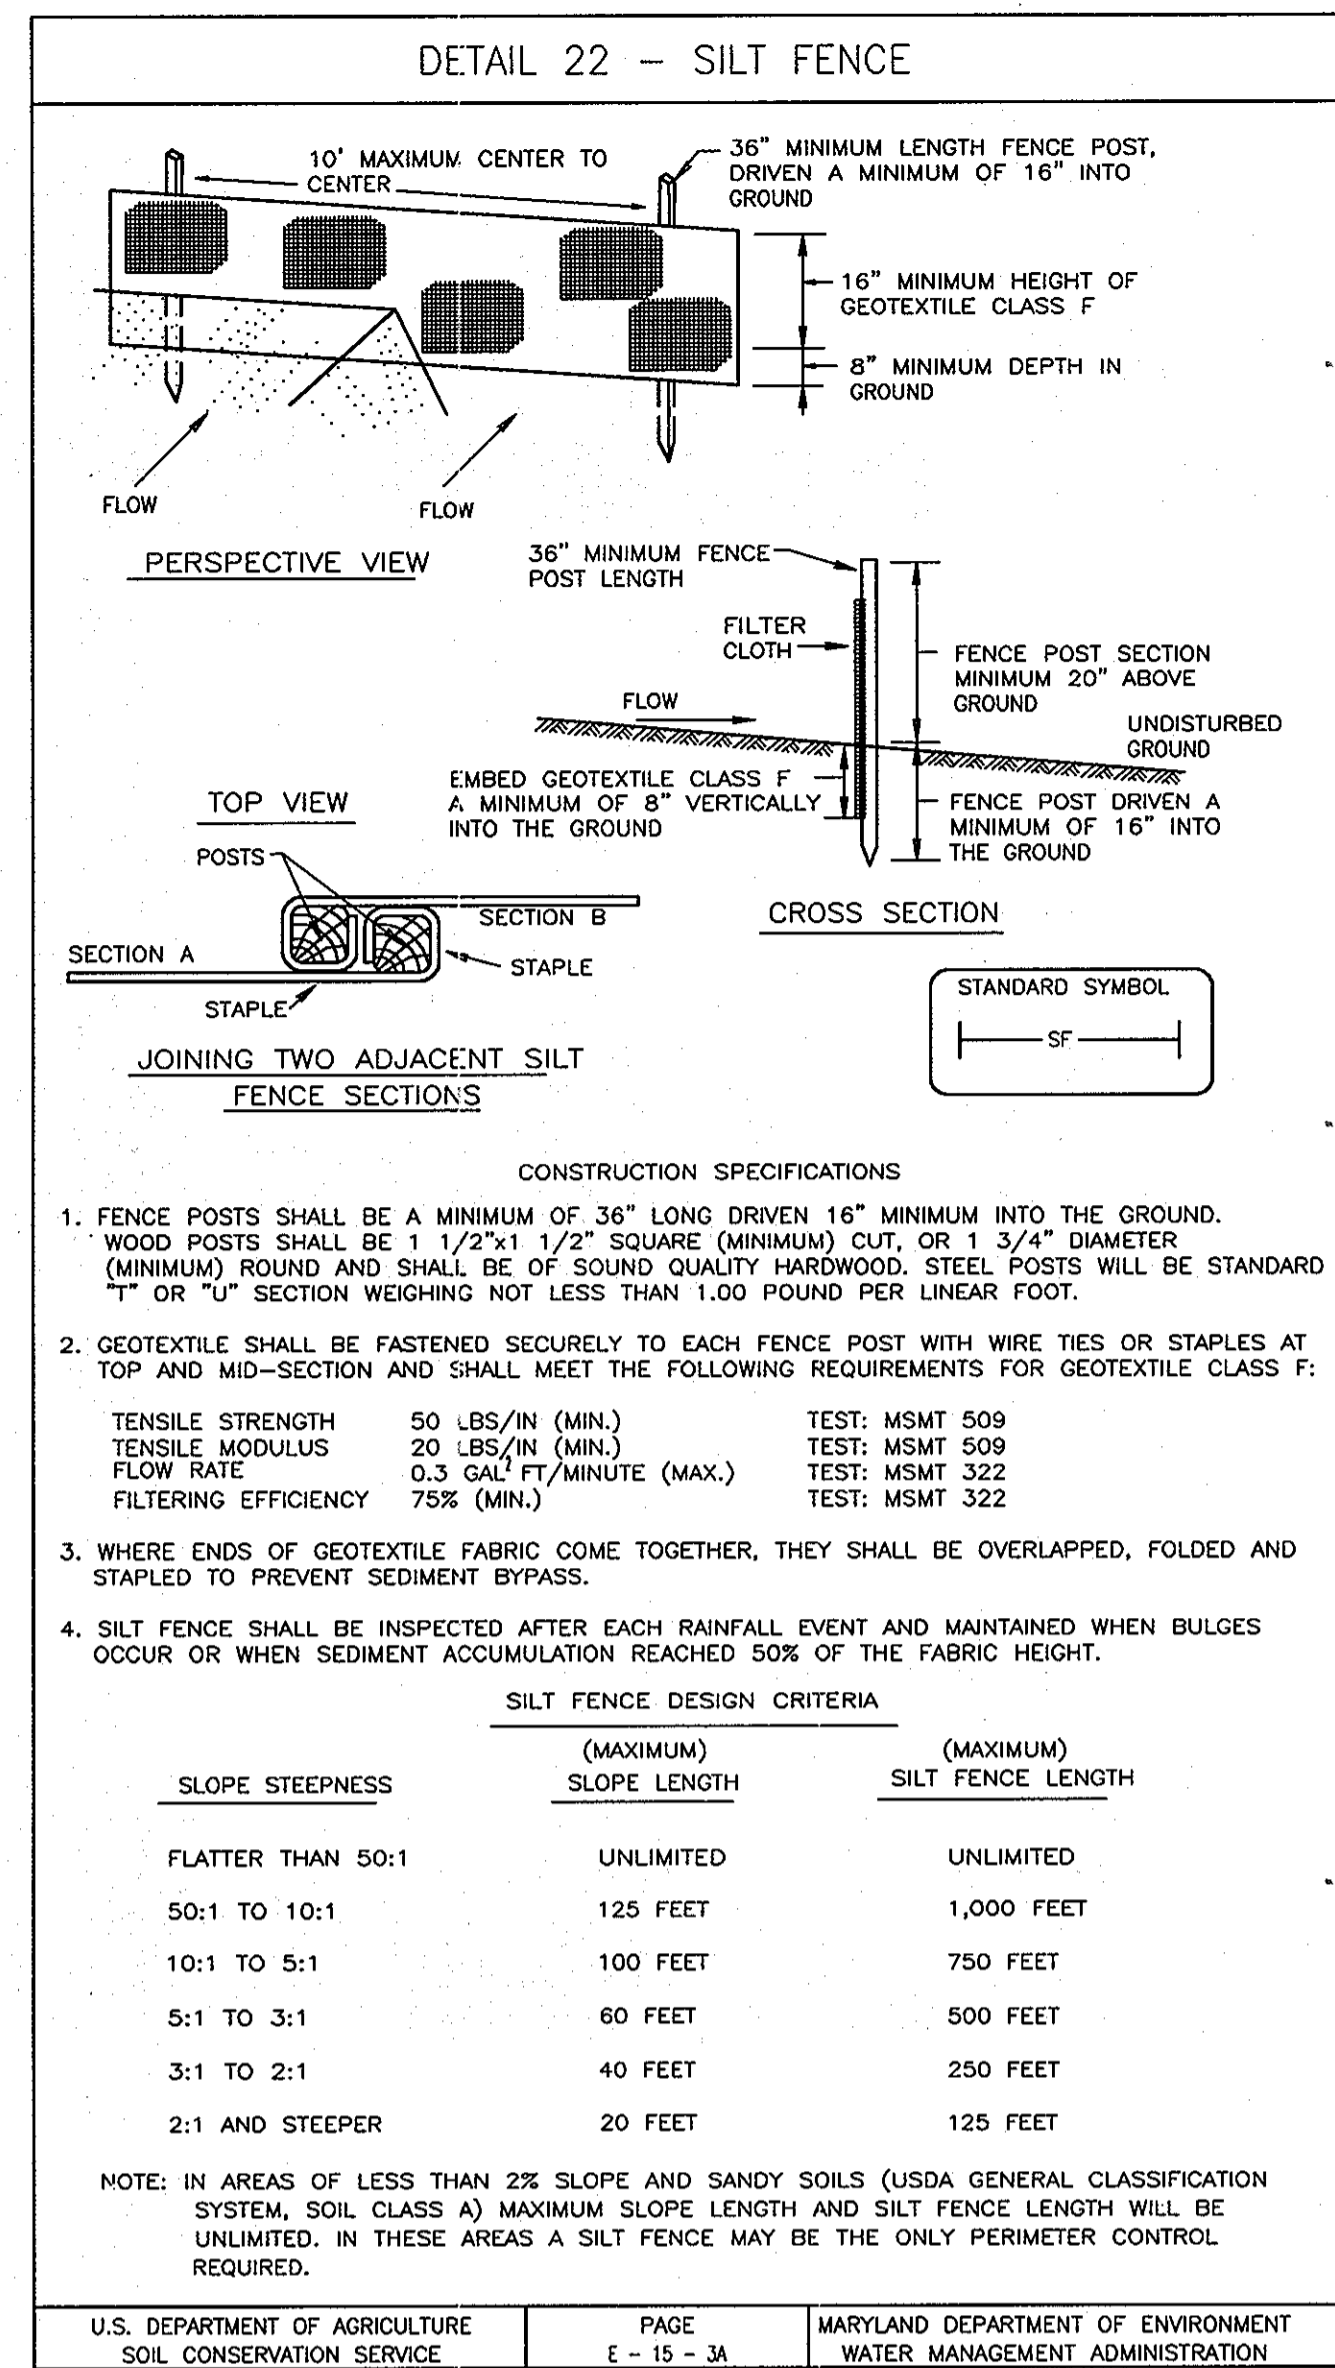 DETAIL 22 – SILT FENCE
10' MAXIMUM CENTER TO
CENTER
36" MINIMUM LENGTH FENCE POST,
DRIVEN A MINIMUM OF 16" INTO
GROUND
16" MINIMUM HEIGHT OF
GEOTEXTILE CLASS F
8" MINIMUM DEPTH IN
GROUND
FLOW
FLOW
PERSPECTIVE VIEW
36" MINIMUM FENCE
POST LENGTH
FILTER
CLOTH
FENCE POST SECTION
MINIMUM 20" ABOVE
GROUND
FLOW
UNDISTURBED
GROUND
EMBED GEOTEXTILE CLASS F
A MINIMUM OF 8" VERTICALLY
INTO THE GROUND
FENCE POST DRIVEN A
MINIMUM OF 16" INTO
THE GROUND
CROSS SECTION
TOP VIEW
POSTS
SECTION B
SECTION A
STAPLE
STAPLE
JOINING TWO ADJACENT SILT
FENCE SECTIONS
STANDARD SYMBOL
SF
CONSTRUCTION SPECIFICATIONS
1. FENCE POSTS SHALL BE A MINIMUM OF 36" LONG DRIVEN 16" MINIMUM INTO THE GROUND.
WOOD POSTS SHALL BE 1 1/2"x1 1/2" SQUARE (MINIMUM) CUT, OR 1 3/4" DIAMETER
(MINIMUM) ROUND AND SHALL BE OF SOUND QUALITY HARDWOOD. STEEL POSTS WILL BE STANDARD
"T" OR "U" SECTION WEIGHING NOT LESS THAN 1.00 POUND PER LINEAR FOOT.
2. GEOTEXTILE SHALL BE FASTENED SECURELY TO EACH FENCE POST WITH WIRE TIES OR STAPLES AT
TOP AND MID–SECTION AND SHALL MEET THE FOLLOWING REQUIREMENTS FOR GEOTEXTILE CLASS F:
TENSILE STRENGTH 50 LBS/IN (MIN.) TEST: MSMT 509
TENSILE MODULUS 20 LBS/IN (MIN.) TEST: MSMT 509
FLOW RATE 0.3 GAL FT²/MINUTE (MAX.) TEST: MSMT 322
FILTERING EFFICIENCY 75% (MIN.) TEST: MSMT 322
3. WHERE ENDS OF GEOTEXTILE FABRIC COME TOGETHER, THEY SHALL BE OVERLAPPED, FOLDED AND
STAPLED TO PREVENT SEDIMENT BYPASS.
4. SILT FENCE SHALL BE INSPECTED AFTER EACH RAINFALL EVENT AND MAINTAINED WHEN BULGES
OCCUR OR WHEN SEDIMENT ACCUMULATION REACHED 50% OF THE FABRIC HEIGHT.
SILT FENCE DESIGN CRITERIA
(MAXIMUM) (MAXIMUM)
SLOPE STEEPNESS SLOPE LENGTH SILT FENCE LENGTH
FLATTER THAN 50:1 UNLIMITED UNLIMITED
50:1 TO 10:1 125 FEET 1,000 FEET
10:1 TO 5:1 100 FEET 750 FEET
5:1 TO 3:1 60 FEET 500 FEET
3:1 TO 2:1 40 FEET 250 FEET
2:1 AND STEEPER 20 FEET 125 FEET
NOTE: IN AREAS OF LESS THAN 2% SLOPE AND SANDY SOILS (USDA GENERAL CLASSIFICATION
SYSTEM, SOIL CLASS A) MAXIMUM SLOPE LENGTH AND SILT FENCE LENGTH WILL BE
UNLIMITED. IN THESE AREAS A SILT FENCE MAY BE THE ONLY PERIMETER CONTROL
REQUIRED.
U.S. DEPARTMENT OF AGRICULTURE
SOIL CONSERVATION SERVICE
PAGE
E – 15 – 3A
MARYLAND DEPARTMENT OF ENVIRONMENT
WATER MANAGEMENT ADMINISTRATION